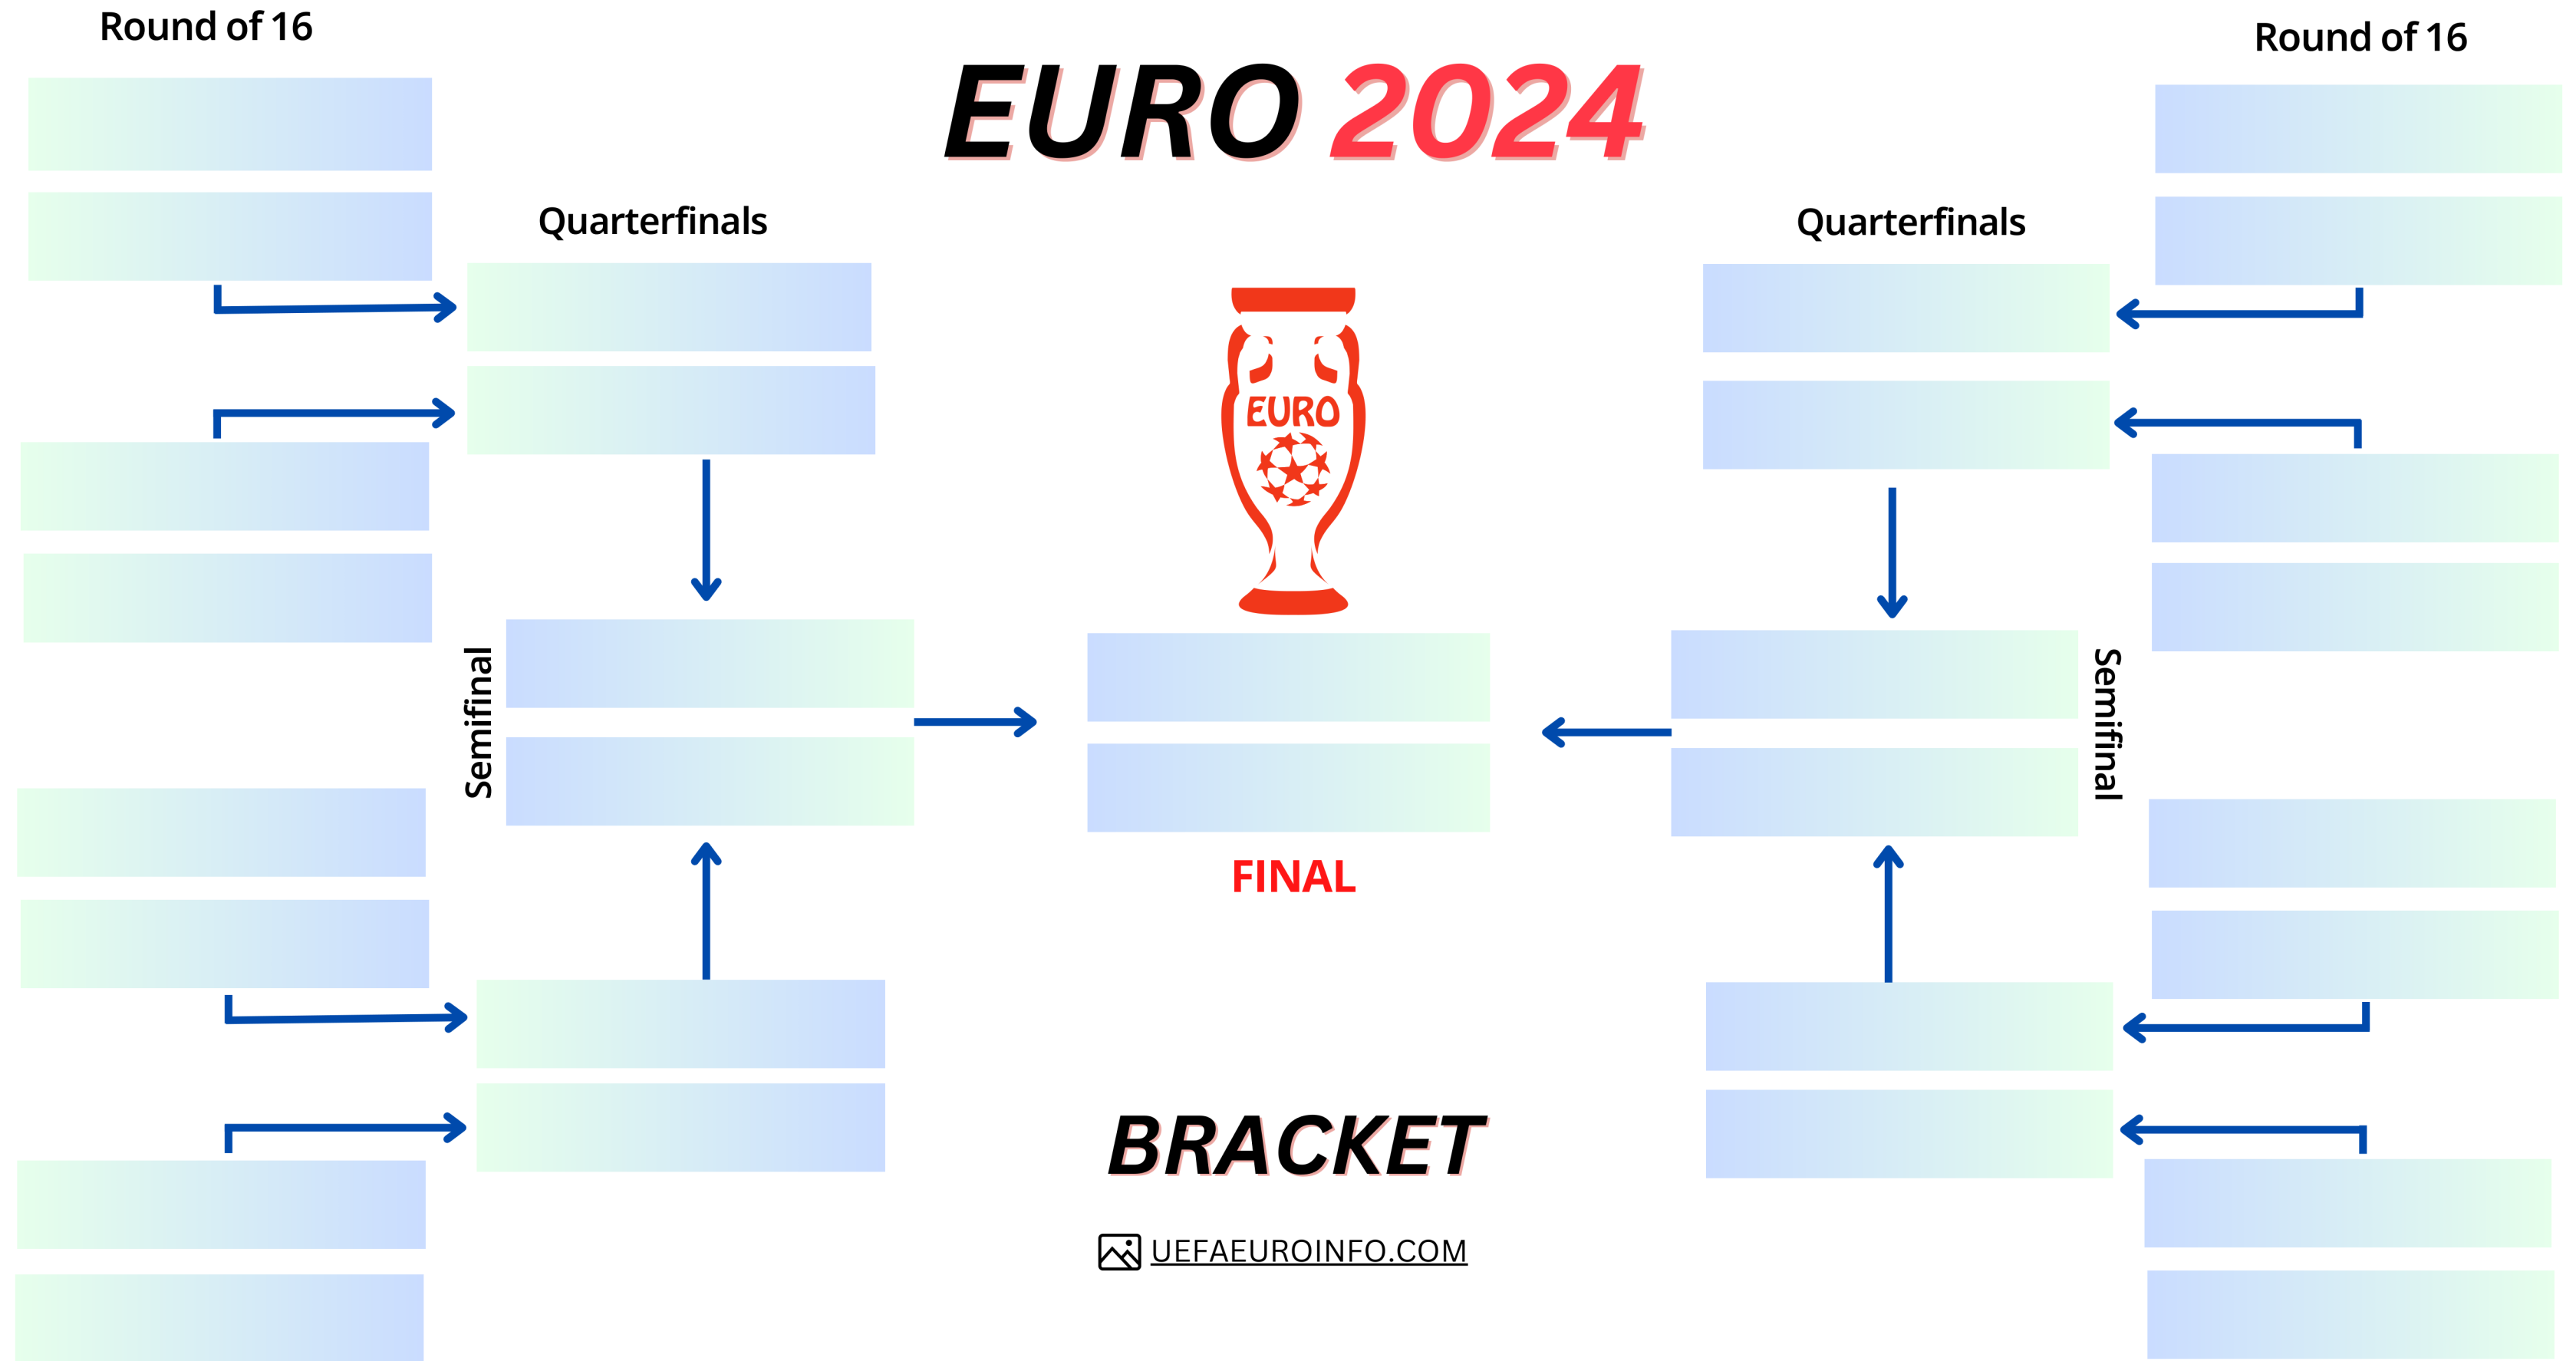 Round of 16
EURO 2024
Round of 16
Quarterfinals
Quarterfinals
EURO
Semifinal
Semifinal
FINAL
BRACKET
UEFAEUROINFO.COM